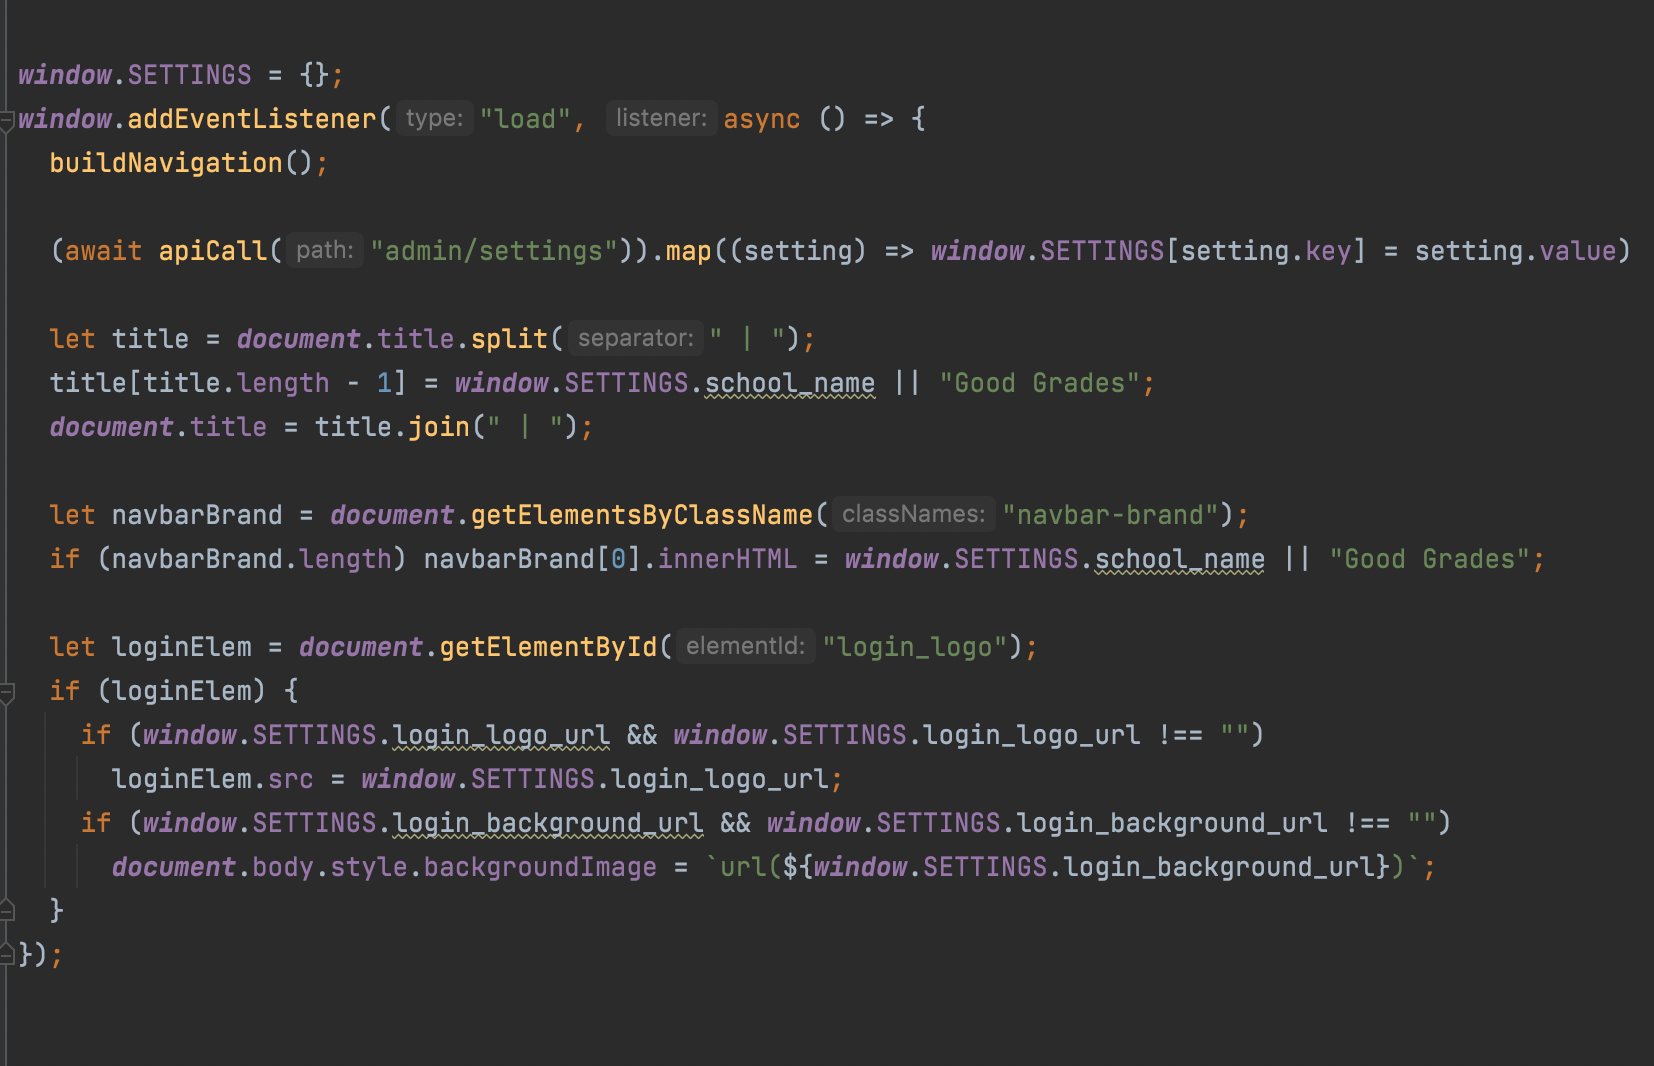 window.SETTINGS = {};
window.addEventListener( type: "load", listener: async () => {
  buildNavigation();

  (await apiCall( path: "admin/settings")).map((setting) => window.SETTINGS[setting.key] = setting.value)

  let title = document.title.split( separator: " | ");
  title[title.length - 1] = window.SETTINGS.school_name || "Good Grades";
  document.title = title.join(" | ");

  let navbarBrand = document.getElementsByClassName( classNames: "navbar-brand");
  if (navbarBrand.length) navbarBrand[0].innerHTML = window.SETTINGS.school_name || "Good Grades";

  let loginElem = document.getElementById( elementId: "login_logo");
  if (loginElem) {
    if (window.SETTINGS.login_logo_url && window.SETTINGS.login_logo_url !== "")
      loginElem.src = window.SETTINGS.login_logo_url;
    if (window.SETTINGS.login_background_url && window.SETTINGS.login_background_url !== "")
      document.body.style.backgroundImage = `url(${window.SETTINGS.login_background_url})`;
  }
});